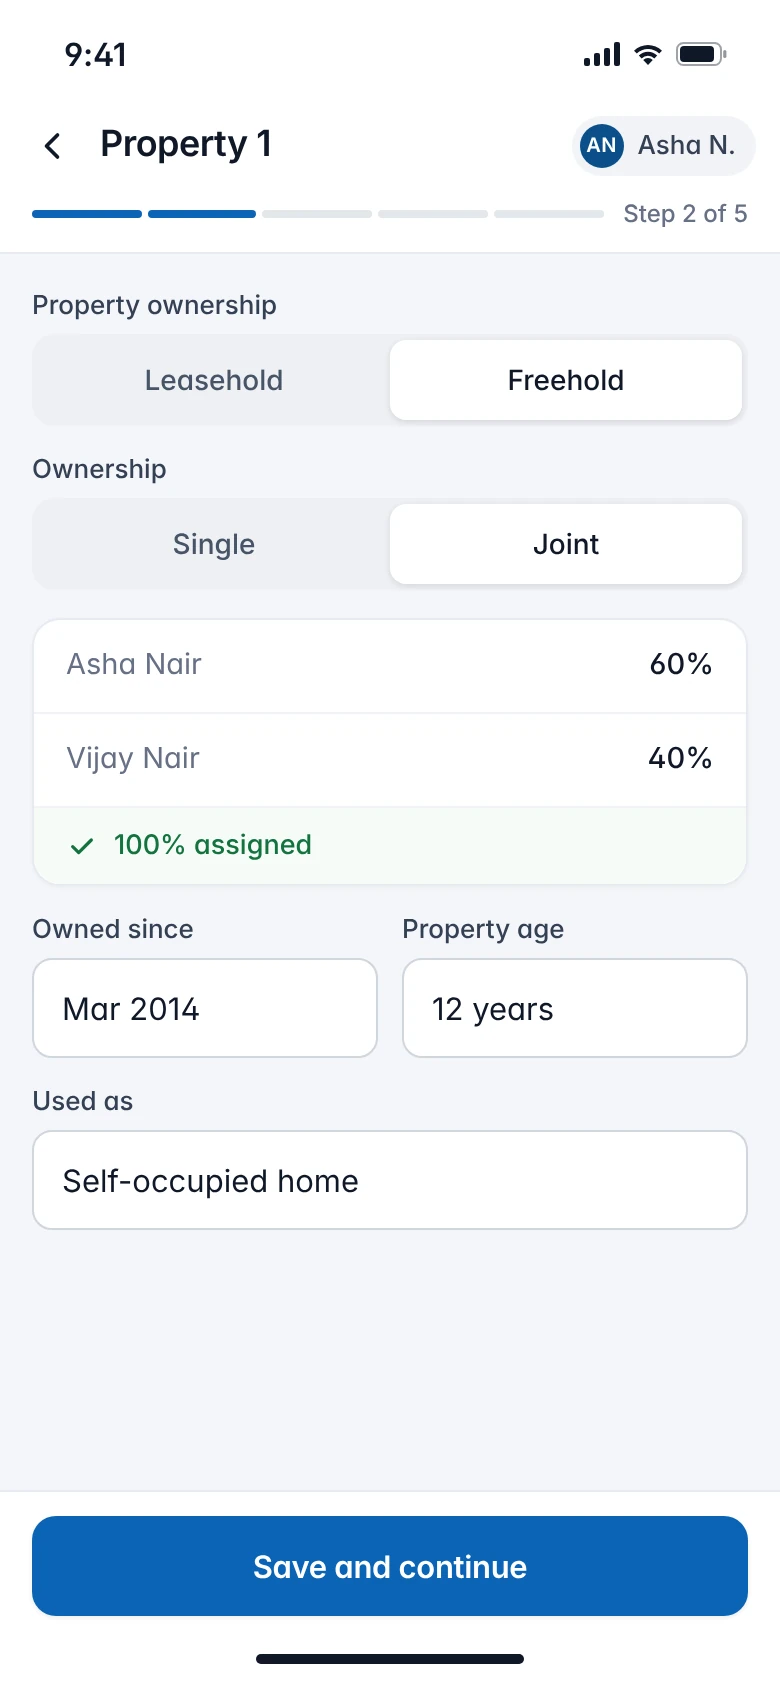 9:41
Property 1
AN Asha N.
Step 2 of 5
Property ownership
Leasehold Freehold
Ownership
Single Joint
Asha Nair 60%
Vijay Nair 40%
100% assigned
Owned since Property age
Mar 2014 12 years
Used as
Self-occupied home
Save and continue